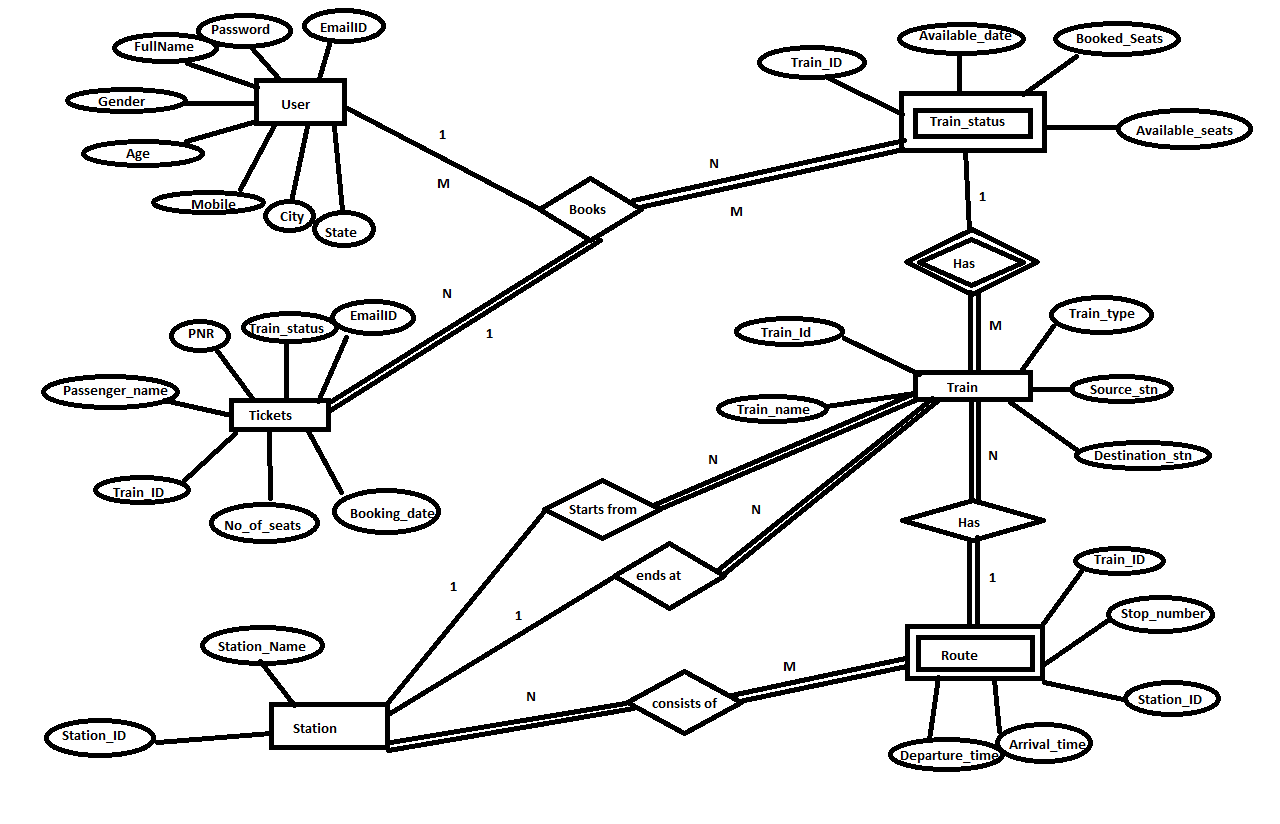 Password
EmailID
FullName
Gender
User
Age
Mobile
City
State
Available_date
Booked_Seats
Train_ID
Train_status
Available_seats
1
M
N
M
Books
1
Has
N
1
M
PNR
Train_status
EmailID
Passenger_name
Tickets
Train_ID
No_of_seats
Booking_date
Train_Id
Train_type
Train
Source_stn
Train_name
Destination_stn
N
N
N
Starts from
Has
ends at
1
1
1
Train_ID
Stop_number
Route
Station_ID
Departure_time
Arrival_time
Station_Name
Station_ID
Station
N
M
consists of